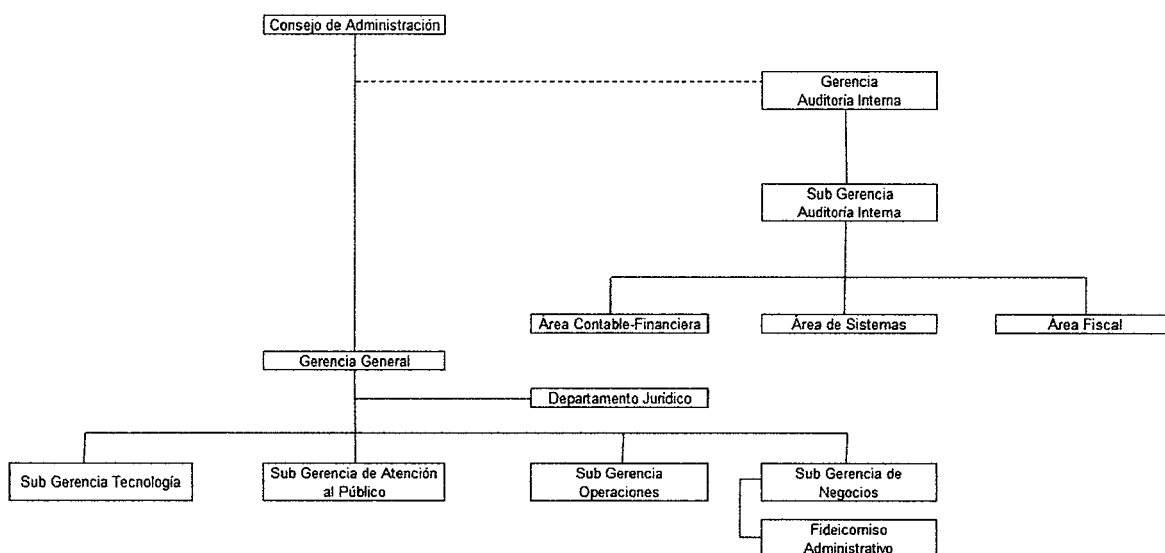 Consejo de Administración
Gerencia
Auditoria Interna
Sub Gerencia
Auditoría Interna
Área Contable-Financiera
Área de Sistemas
Área Fiscal
Gerencia General
Departamento Jurídico
Sub Gerencia Tecnología
Sub Gerencia de Atención
al Público
Sub Gerencia
Operaciones
Sub Gerencia de
Negocios
Fideicomiso
Administrativo